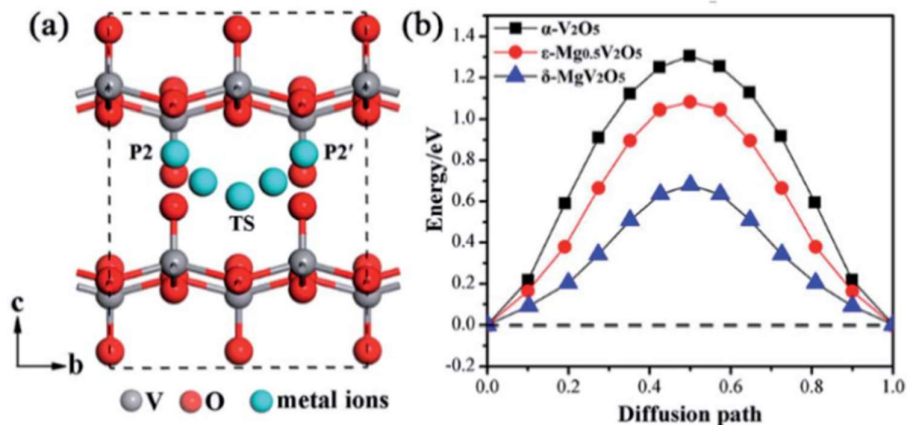 (a)
P2
P2′
TS
c
b
V
O
metal ions
(b)
α-V2O5
ε-Mg0.5V2O5
δ-MgV2O5
Energy/eV
1.4
1.2
1.0
0.8
0.6
0.4
0.2
0.0
-0.2
0.0
0.2
0.4
0.6
0.8
1.0
Diffusion path